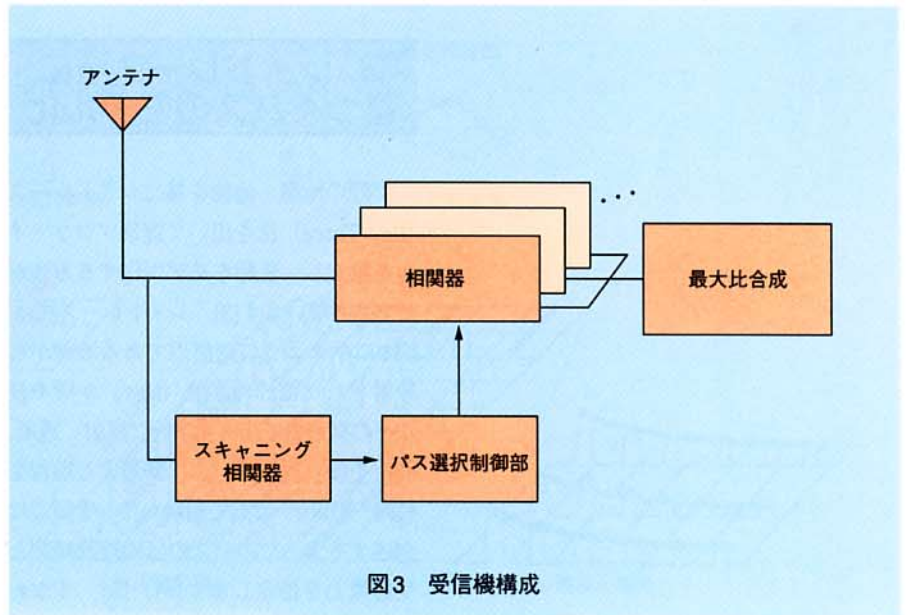 アンテナ
相関器
・・・
最大比合成
スキャニング
相関器
パス選択制御部
図3 受信機構成